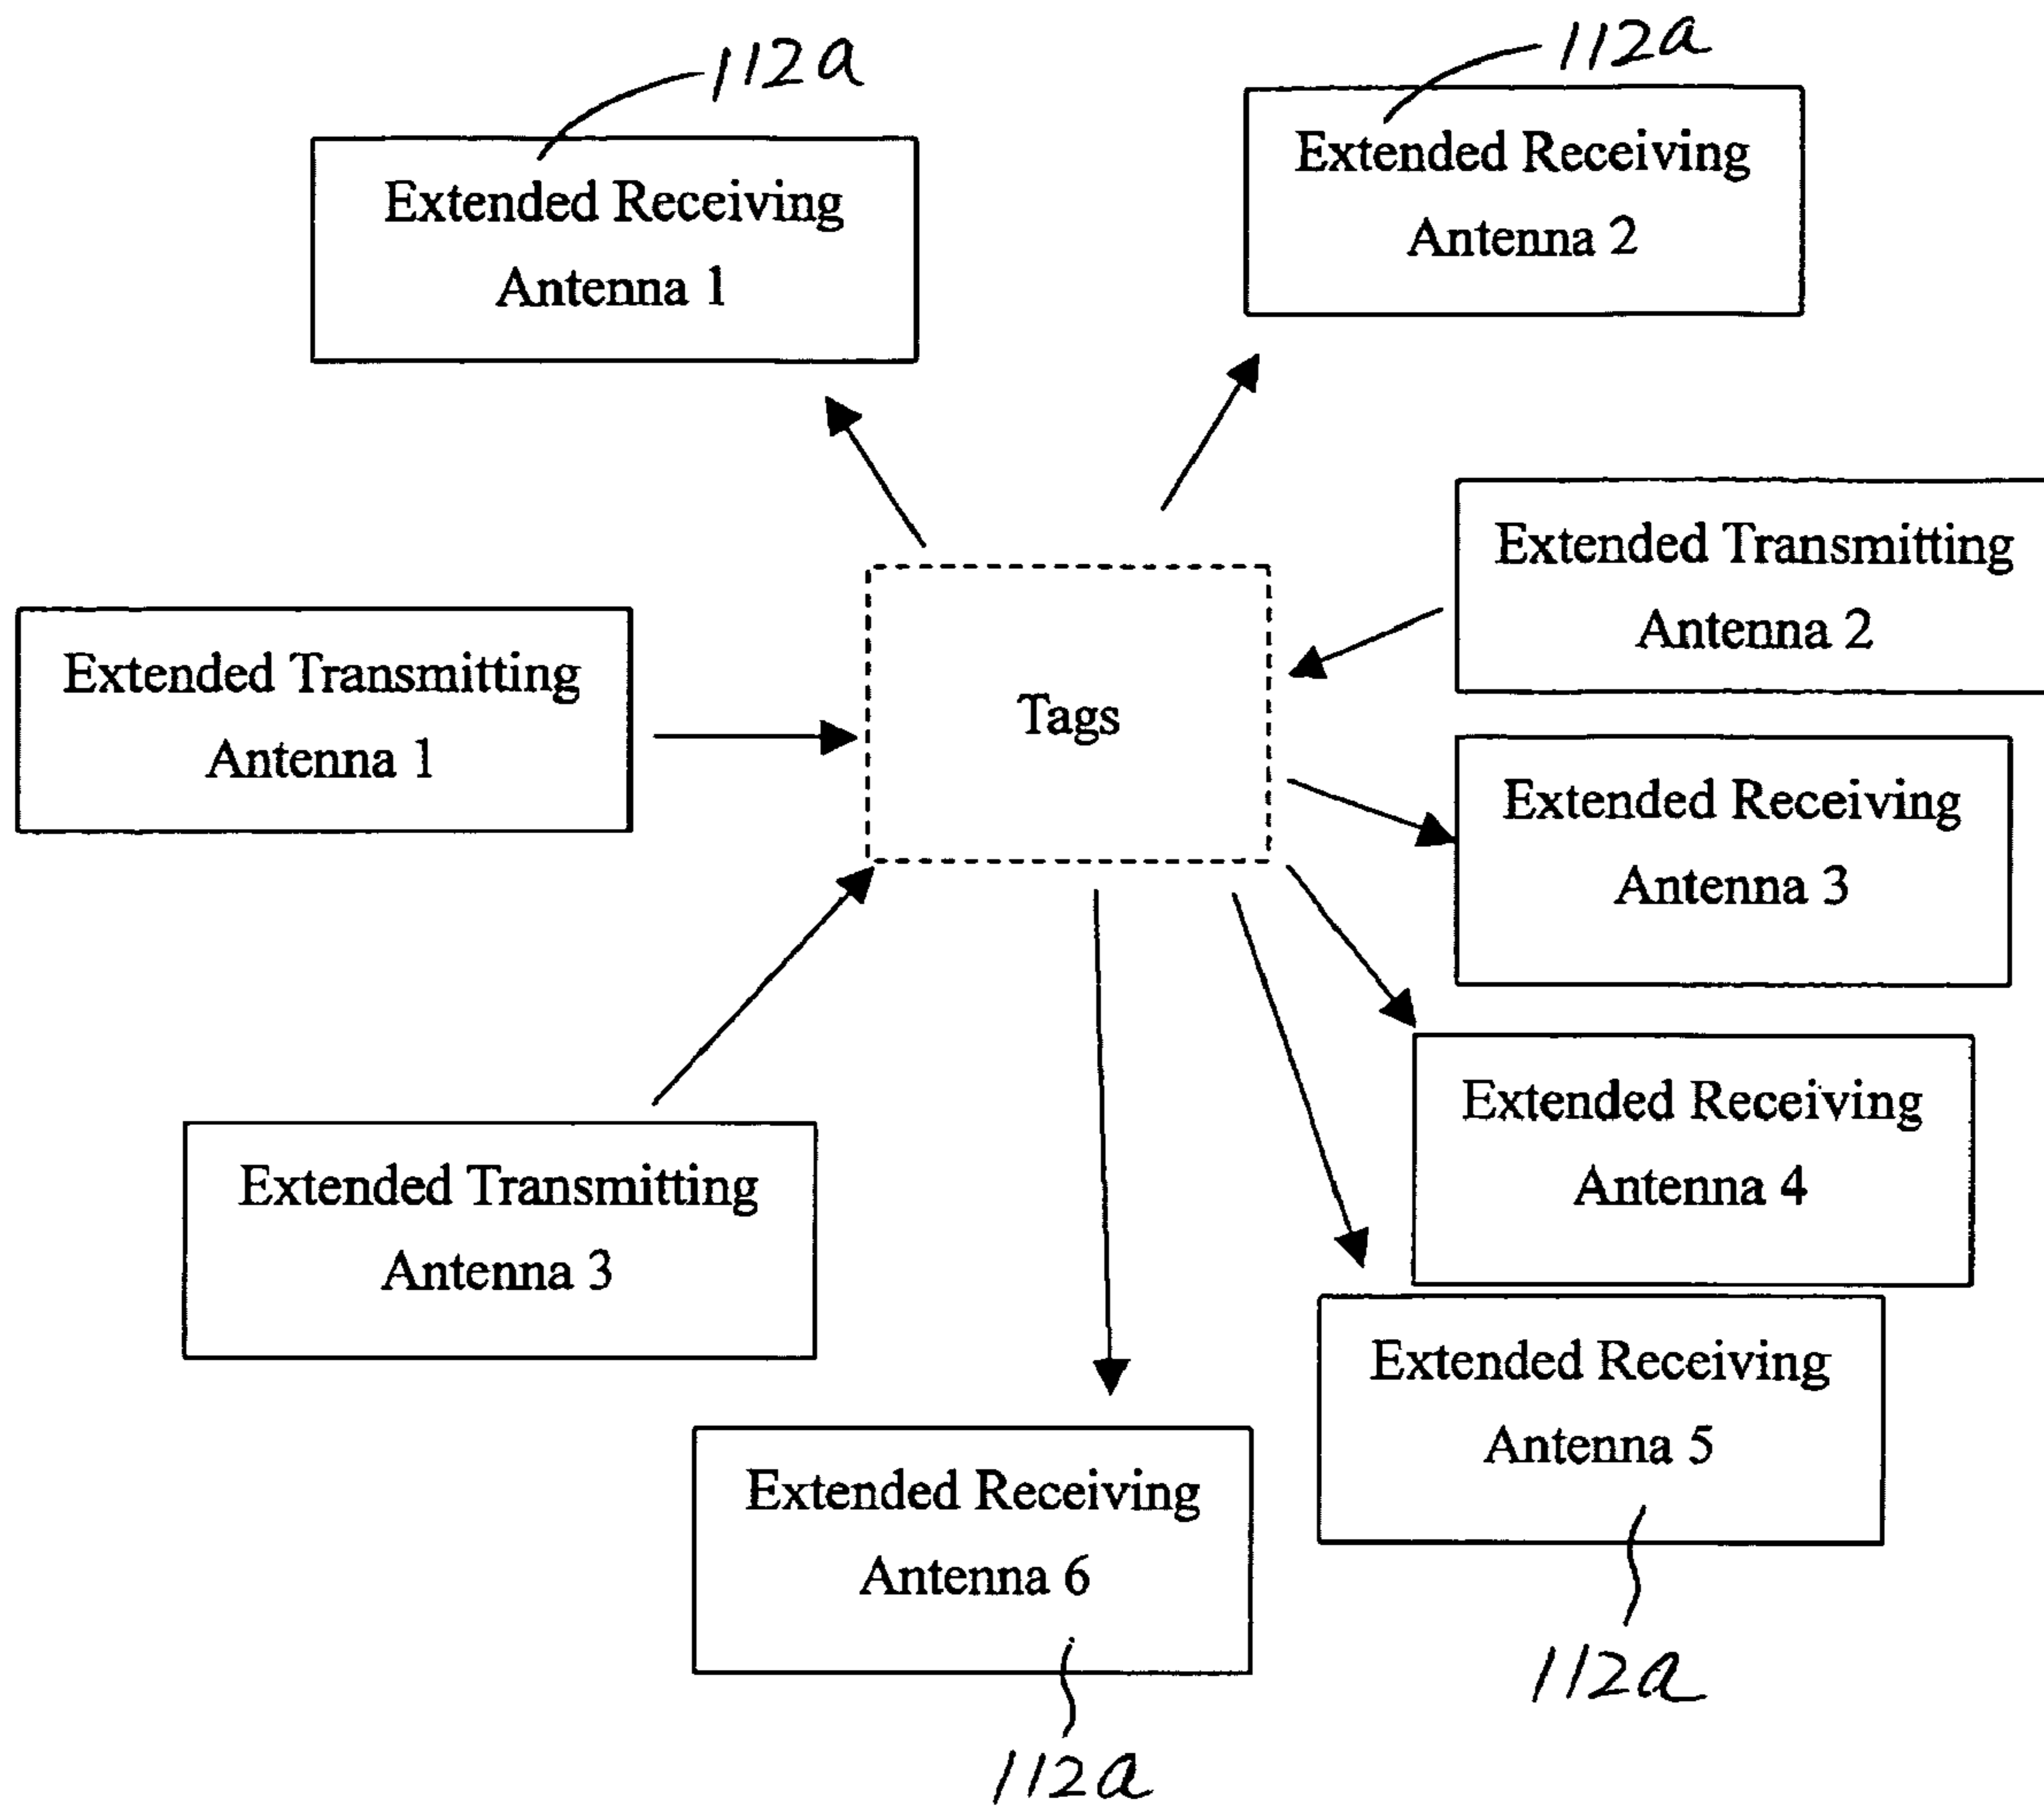 112a
112a
Extended Receiving
Antenna 1
Extended Receiving
Antenna 2
Extended Transmitting
Antenna 2
Extended Transmitting
Antenna 1
Tags
Extended Receiving
Antenna 3
Extended Receiving
Antenna 4
Extended Transmitting
Antenna 3
Extended Receiving
Antenna 5
Extended Receiving
Antenna 6
112a
112a